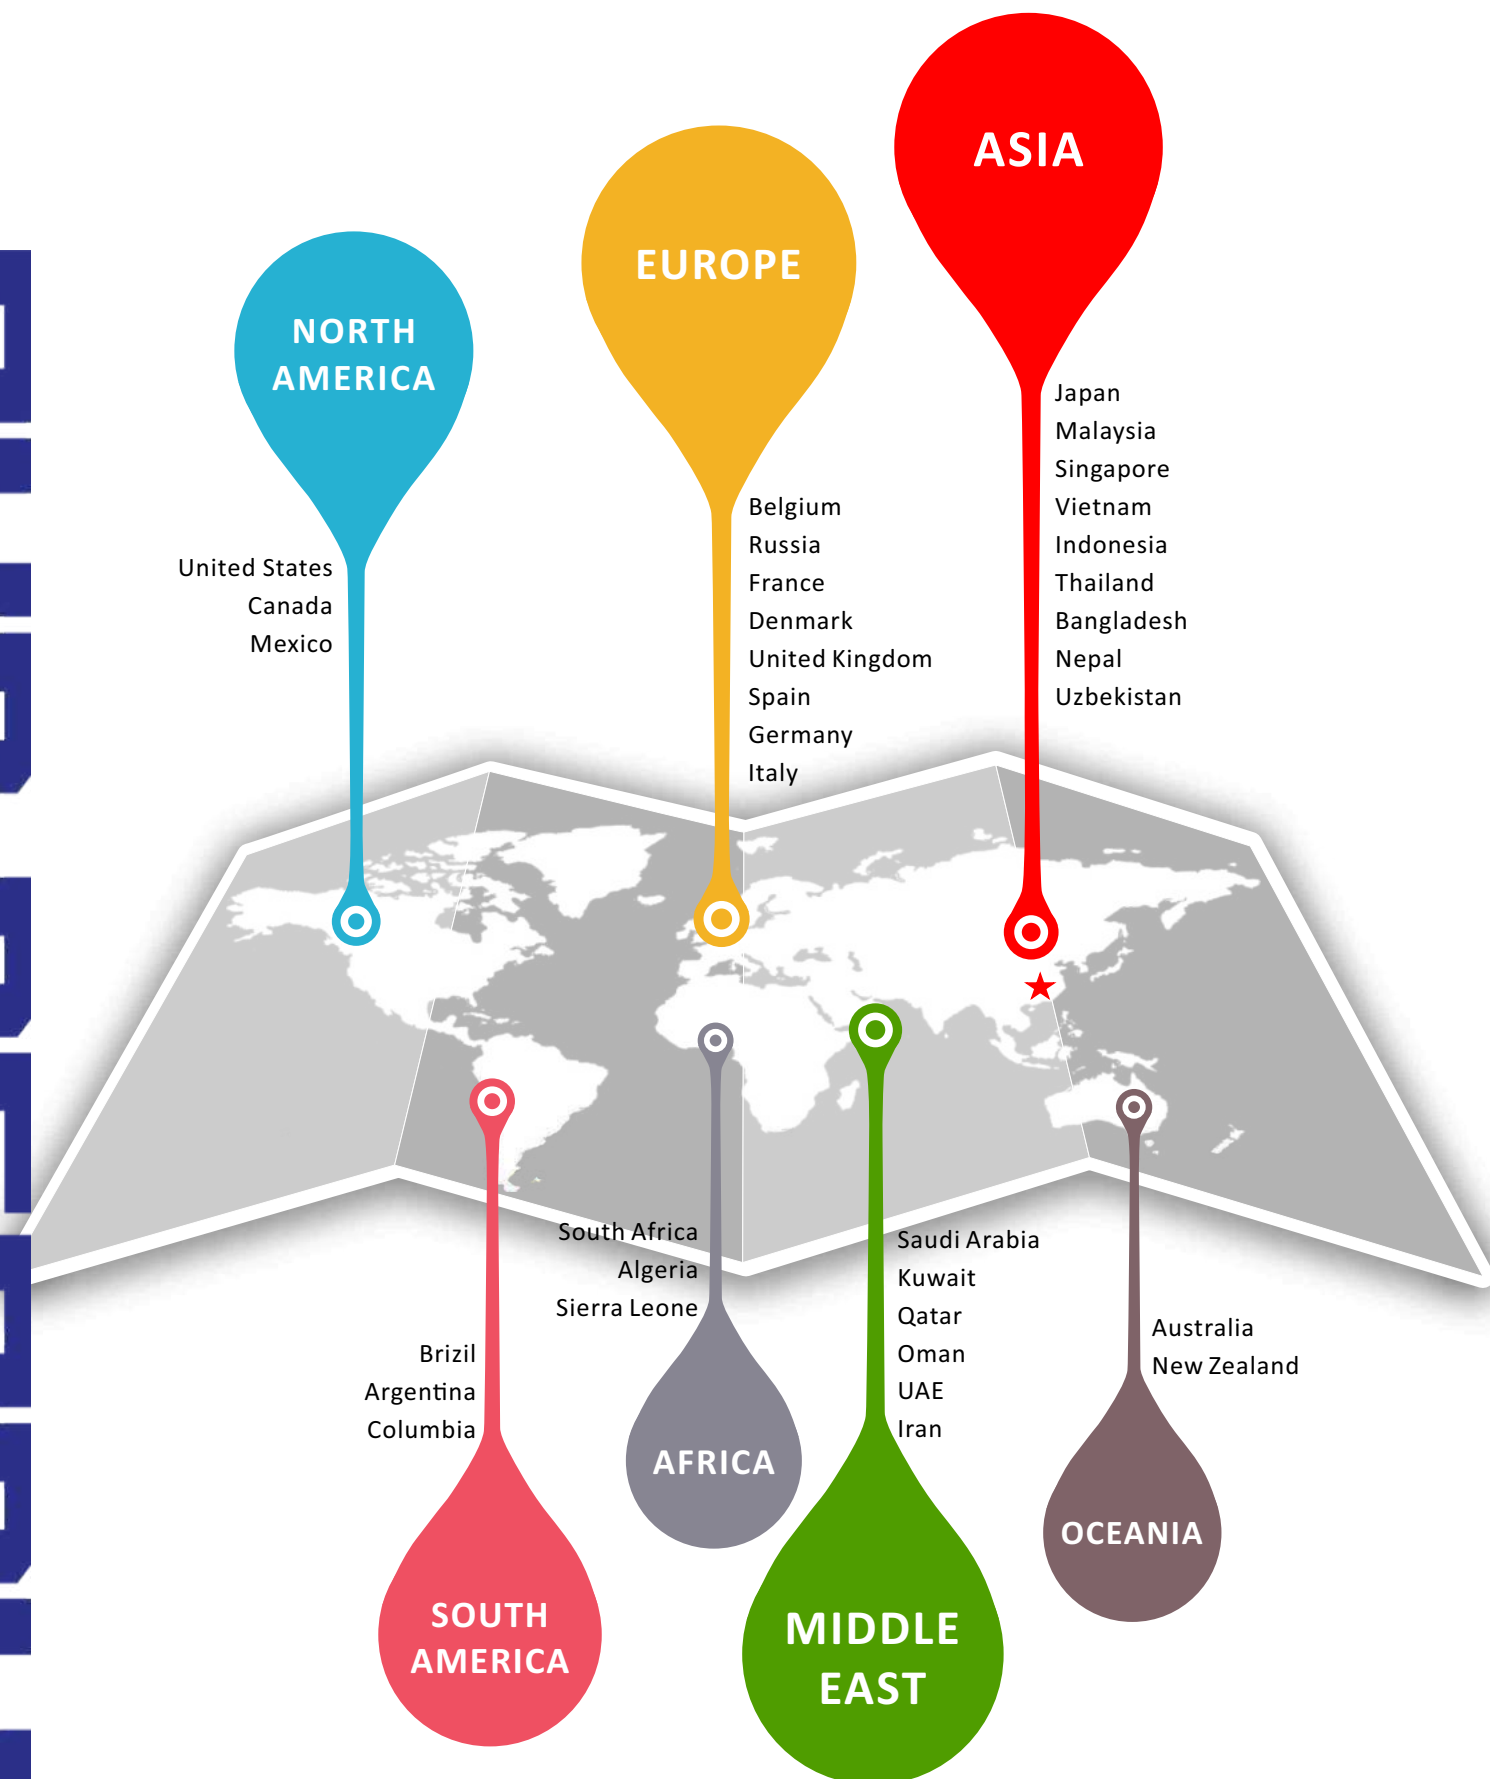 ASIA
EUROPE
NORTH
AMERICA
Japan
Malaysia
Singapore
Vietnam
Indonesia
Thailand
Bangladesh
Nepal
Uzbekistan
Belgium
Russia
France
Denmark
United Kingdom
Spain
Germany
Italy
United States
Canada
Mexico
South Africa
Algeria
Sierra Leone
Saudi Arabia
Kuwait
Qatar
Oman
UAE
Iran
Australia
New Zealand
Brizil
Argentina
Columbia
AFRICA
OCEANIA
SOUTH
AMERICA
MIDDLE
EAST